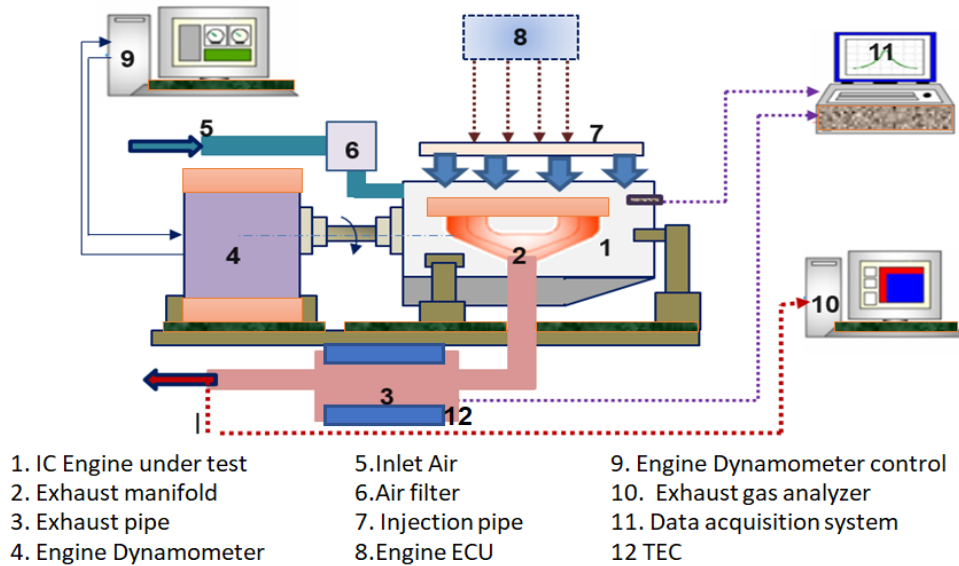 8
9
11
5
7
6
1
4
2
10
3
12
1. IC Engine under test
2. Exhaust manifold
3. Exhaust pipe
4. Engine Dynamometer
5.Inlet Air
6.Air filter
7. Injection pipe
8.Engine ECU
9. Engine Dynamometer control
10. Exhaust gas analyzer
11. Data acquisition system
12 TEC